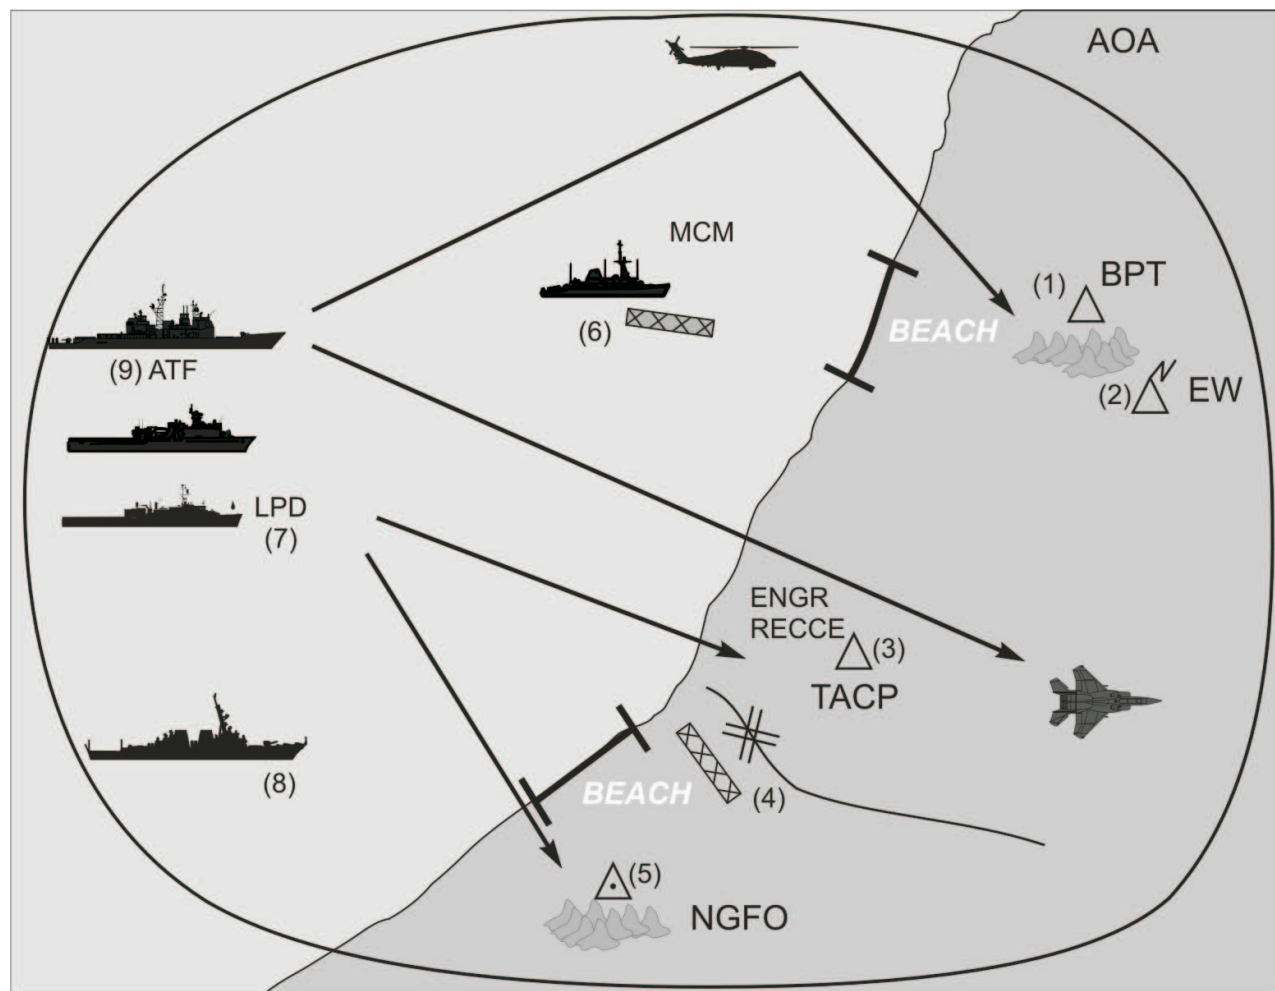 AOA
MCM
(6)
BEACH
(1) BPT
(2) EW
(9) ATF
LPD
(7)
ENGR
RECCE
(3)
TACP
(8)
BEACH
(4)
(5)
NGFO